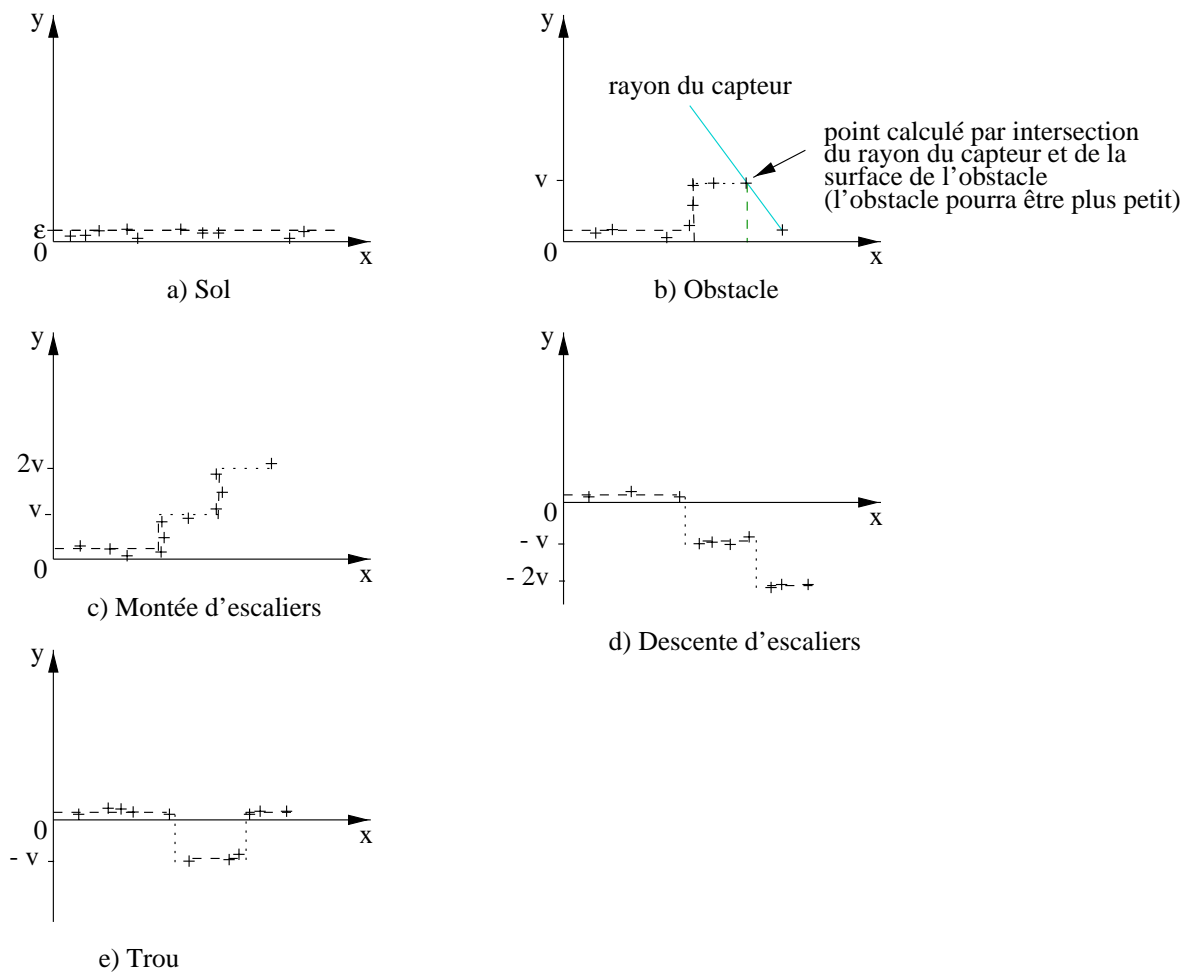 y
ε
0
x
a) Sol
y
rayon du capteur
point calculé par intersection
du rayon du capteur et de la
surface de l'obstacle
(l'obstacle pourra être plus petit)
v
0
x
b) Obstacle
y
2v
v
0
x
c) Montée d'escaliers
y
0
x
- v
- 2v
d) Descente d'escaliers
y
0
x
- v
e) Trou